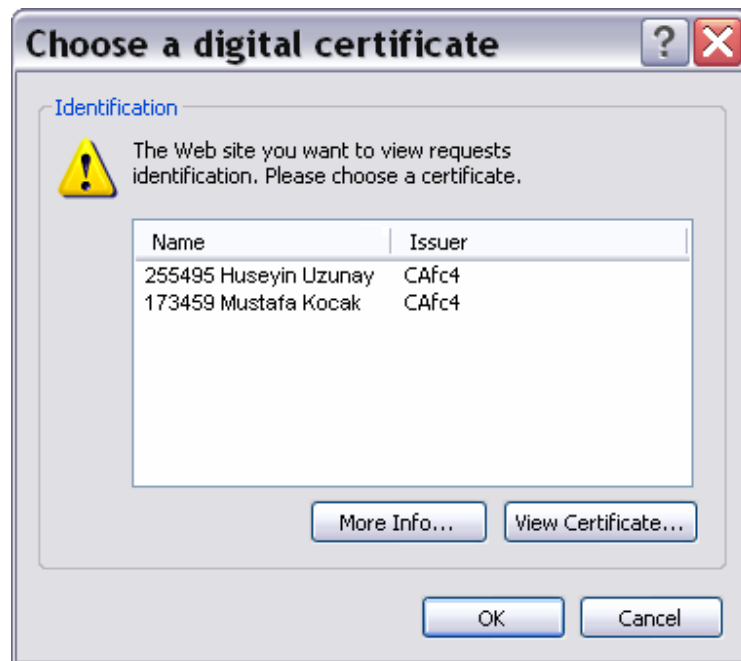 Choose a digital certificate
Identification
The Web site you want to view requests
identification. Please choose a certificate.
Name Issuer
255495 Huseyin Uzunay CAfc4
173459 Mustafa Kocak CAfc4
More Info... View Certificate...
OK Cancel